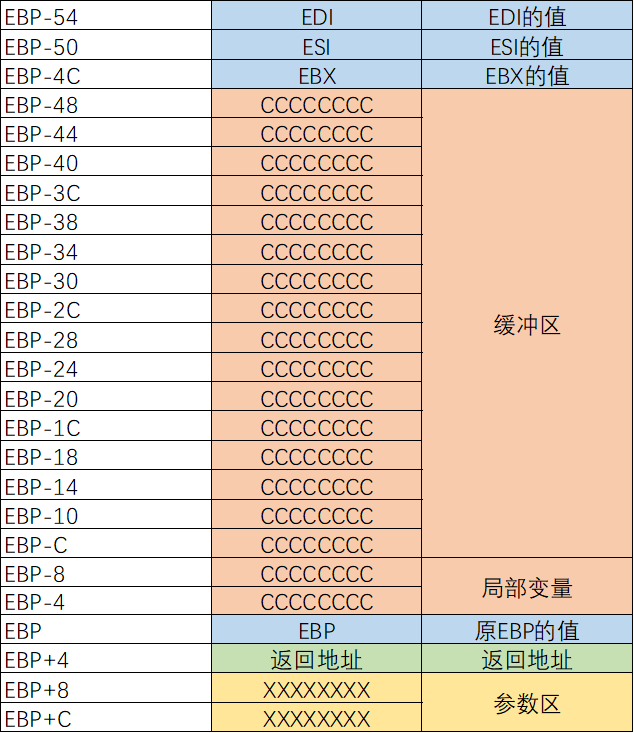 EBP-54 EDI EDI的值
EBP-50 ESI ESI的值
EBP-4C EBX EBX的值
EBP-48 CCCCCCCC
EBP-44 CCCCCCCC
EBP-40 CCCCCCCC
EBP-3C CCCCCCCC
EBP-38 CCCCCCCC
EBP-34 CCCCCCCC
EBP-30 CCCCCCCC
EBP-2C CCCCCCCC
缓冲区
EBP-28 CCCCCCCC
EBP-24 CCCCCCCC
EBP-20 CCCCCCCC
EBP-1C CCCCCCCC
EBP-18 CCCCCCCC
EBP-14 CCCCCCCC
EBP-10 CCCCCCCC
EBP-C CCCCCCCC
EBP-8 CCCCCCCC
局部变量
EBP-4 CCCCCCCC
EBP EBP 原EBP的值
EBP+4 返回地址 返回地址
EBP+8 XXXXXXXX
参数区
EBP+C XXXXXXXX